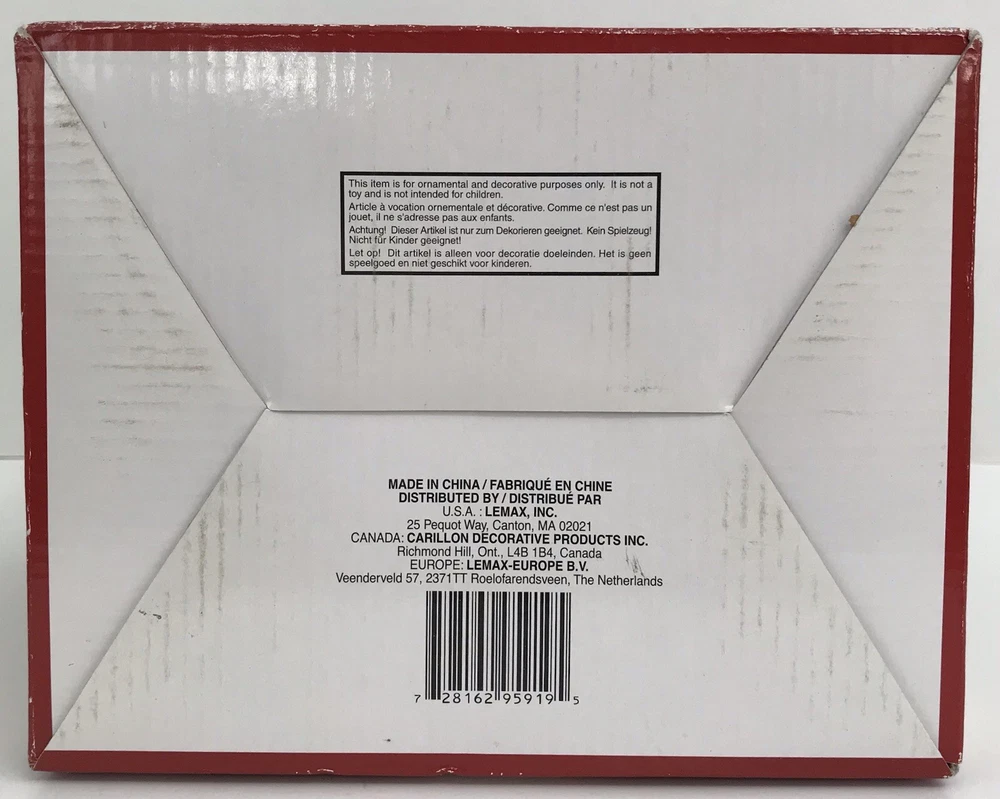 This item is for ornamental and decorative purposes only. It is not a
toy and is not intended for children.
Article à vocation ornementale et décorative. Comme ce n'est pas un
jouet, il ne s'adresse pas aux enfants.
Achtung! Dieser Artikel ist nur zum Dekorieren geeignet. Kein Spielzeug!
Nicht für Kinder geeignet!
Let op! Dit artikel is alleen voor decoratie doeleinden. Het is geen
speelgoed en niet geschikt voor kinderen.
MADE IN CHINA / FABRIQUÉ EN CHINE
DISTRIBUTED BY / DISTRIBUÉ PAR
U.S.A. : LEMAX, INC.
25 Pequot Way, Canton, MA 02021
CANADA: CARILLON DECORATIVE PRODUCTS INC.
Richmond Hill, Ont., L4B 1B4, Canada
EUROPE: LEMAX-EUROPE B.V.
Veenderveld 57, 2371TT Roelofarendsveen, The Netherlands
7 28162 95919 5